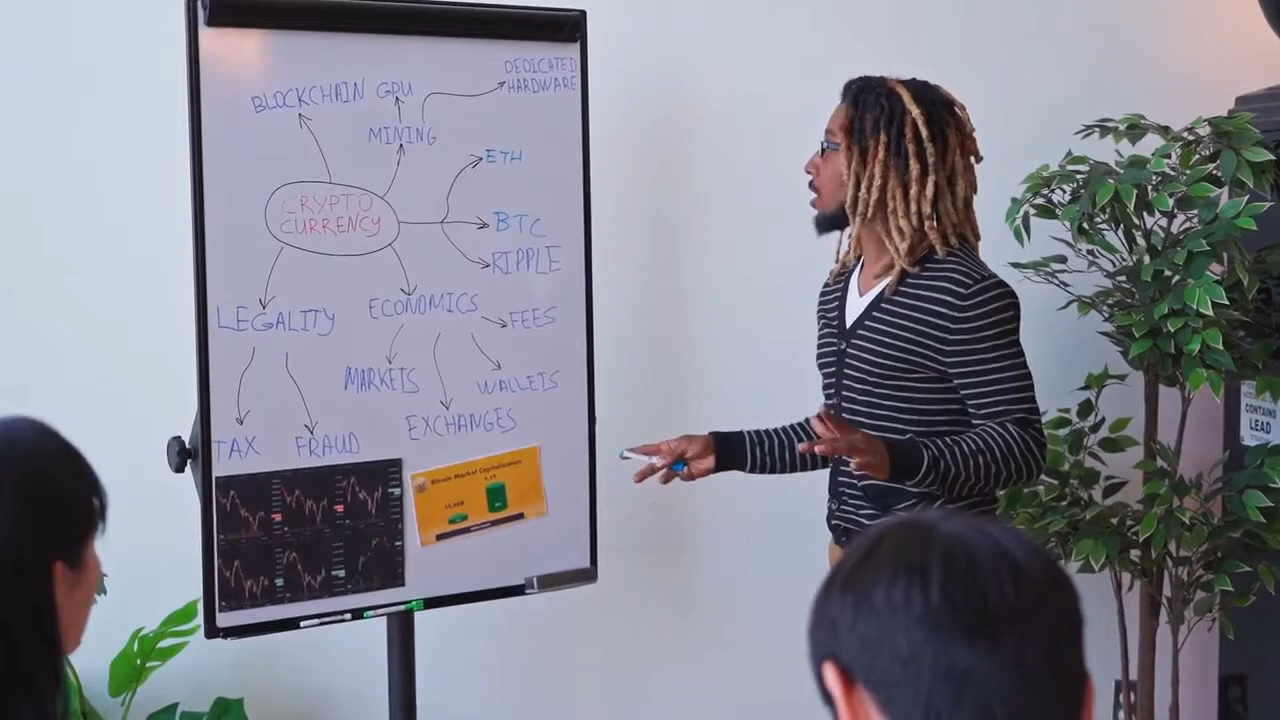 DEDICATED
HARDWARE
BLOCKCHAIN GPU
MINING
ETH
CRYPTO
CURRENCY
BTC
RIPPLE
LEGALITY
ECONOMICS
FEES
MARKETS
WALLETS
EXCHANGES
TAX
FRAUD
Bitcoin Market Capitalization
CONTAINS
LEAD